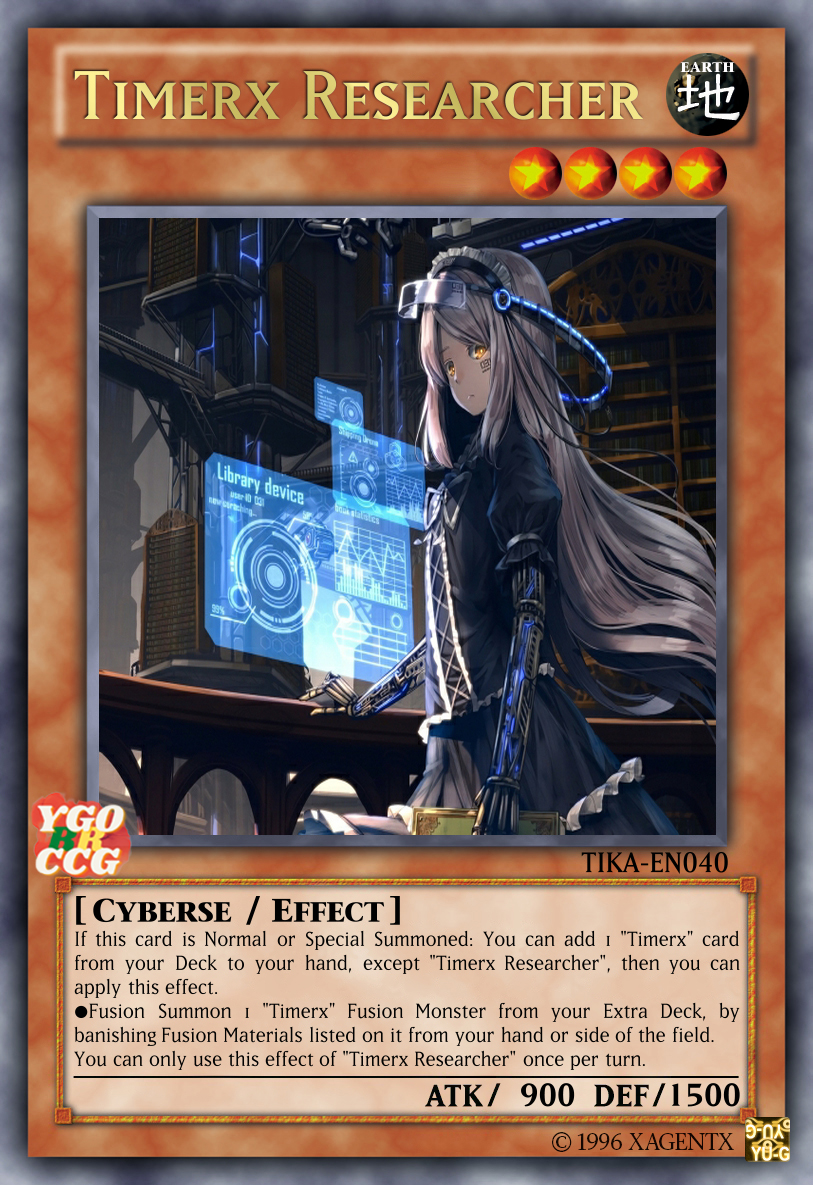 Timerx Researcher
EARTH
地
Library device
user ID 031
99%
YGO
CCG
TIKA-EN040
[ Cyberse / Effect ]
If this card is Normal or Special Summoned: You can add 1 "Timerx" card
from your Deck to your hand, except "Timerx Researcher", then you can
apply this effect.
●Fusion Summon 1 "Timerx" Fusion Monster from your Extra Deck, by
banishing Fusion Materials listed on it from your hand or side of the field.
You can only use this effect of "Timerx Researcher" once per turn.
ATK/ 900 DEF/1500
© 1996 XAGENTX